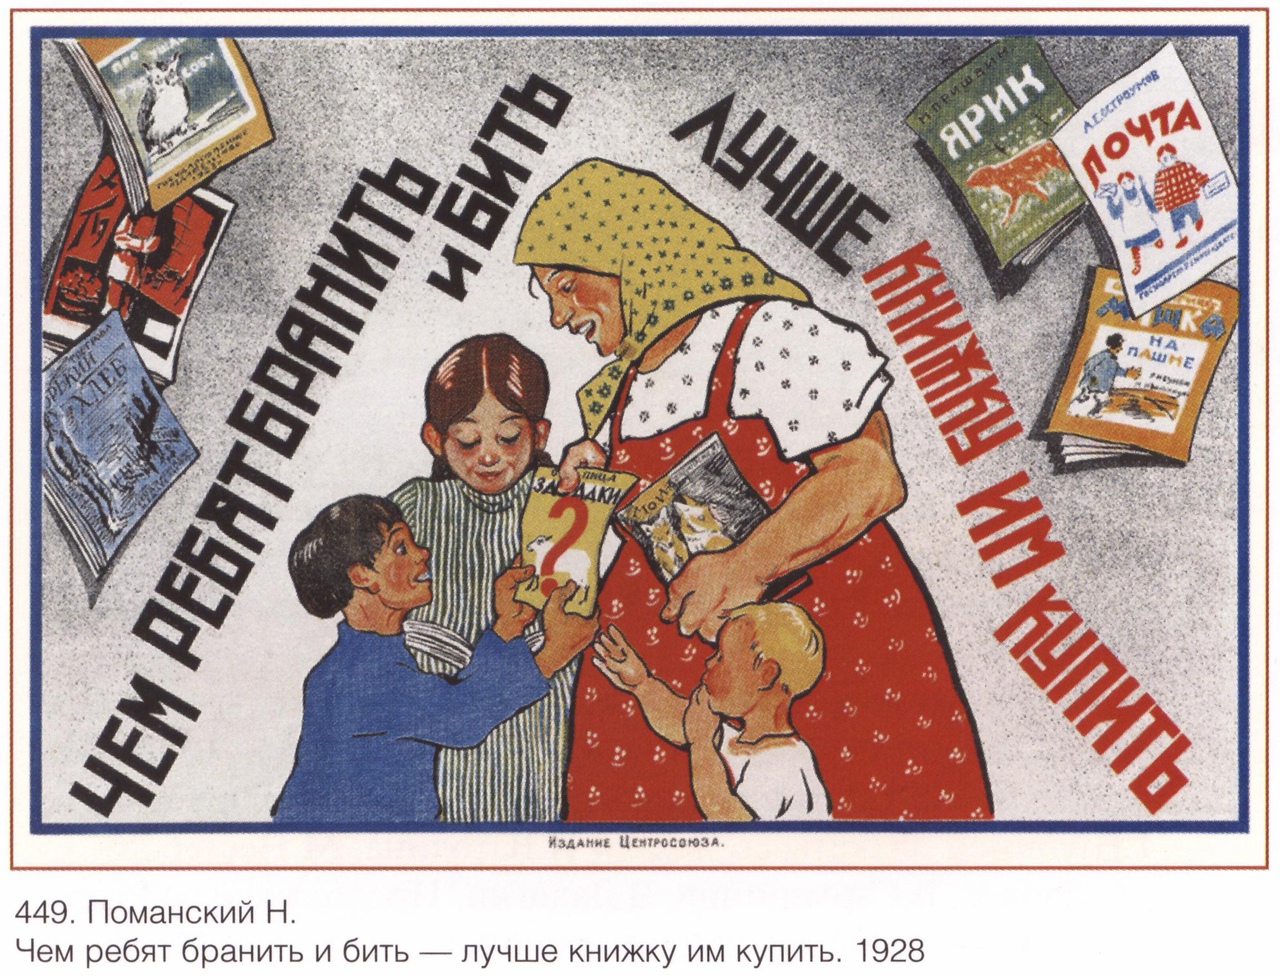 ЧЕМ РЕБЯТ БРАНИТЬ
И БИТЬ
ЛУЧШЕ КНИЖКУ ИМ КУПИТЬ
ЯРИК
А. ОСТРОУМОВ
ПОЧТА
НА
ПАШНЕ
ХЛЕБ
ЗАГАДКИ
?
МОИ
Издание Центросоюза.
449. Поманский Н.
Чем ребят бранить и бить — лучше книжку им купить. 1928